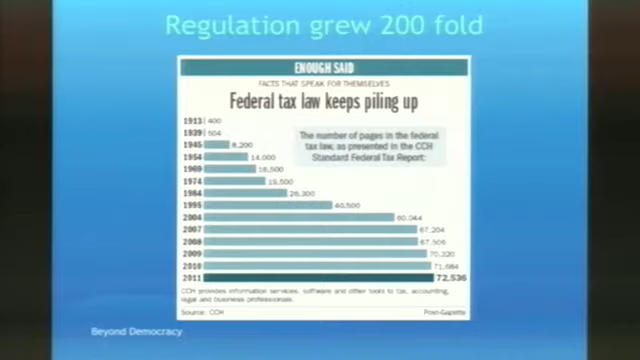 Regulation grew 200 fold
ENOUGH SAID
FACTS THAT SPEAK FOR THEMSELVES
Federal tax law keeps piling up
The number of pages in the federal
tax law, as presented in the CCH
Standard Federal Tax Report:
1913 400
1939 504
1945 8,200
1954 14,000
1969 16,500
1974 19,500
1984 26,300
1995 40,500
2004 60,044
2007 67,204
2008 67,506
2009 70,320
2010 71,684
2011 72,536
CCH provides information services, software and other tools to tax, accounting,
legal and business professionals.
Source: CCH
Post-Gazette
Beyond Democracy